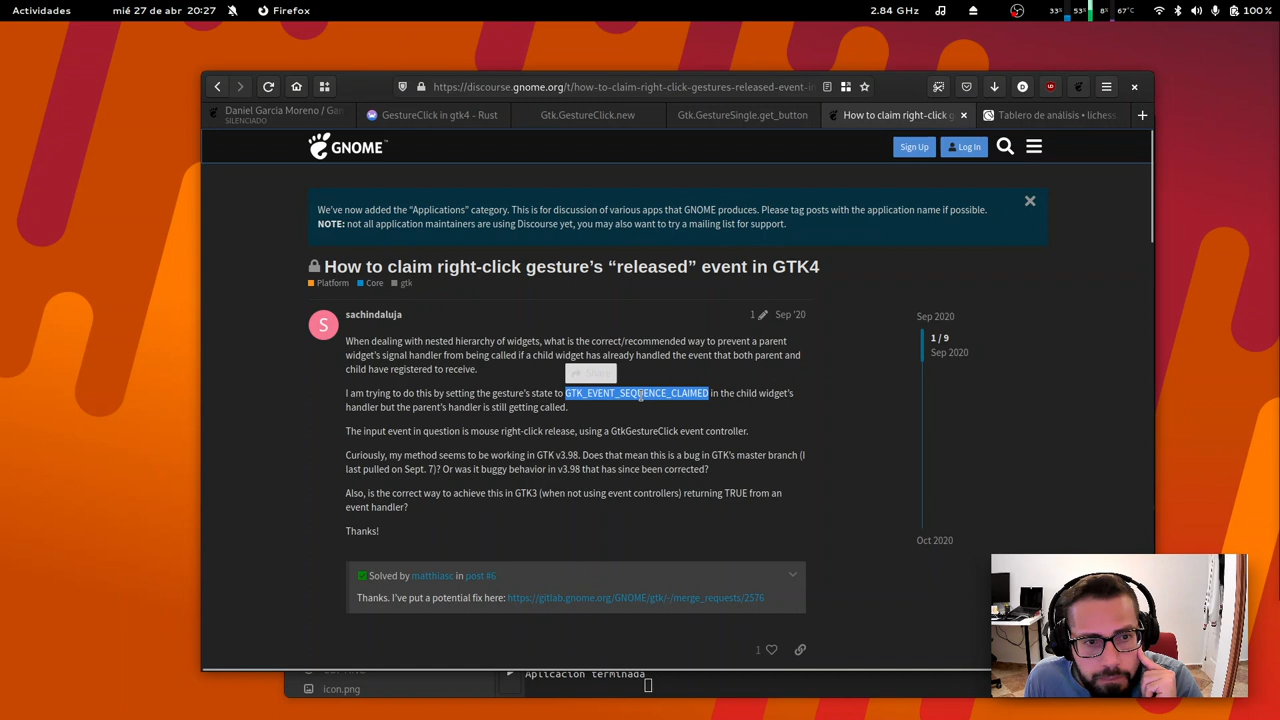 Actividades
mié 27 de abr 20:27
Firefox
2.84 GHz
33%
53%
8%
67°C
100 %
https://discourse.gnome.org/t/how-to-claim-right-click-gestures-released-event-in-
Daniel Garcia Moreno / Gan
SILENCIADO
GestureClick in gtk4 - Rust
Gtk.GestureClick.new
Gtk.GestureSingle.get_button
How to claim right-click g
Tablero de análisis • lichess.
GNOME
Sign Up
Log In
We've now added the “Applications” category. This is for discussion of various apps that GNOME produces. Please tag posts with the application name if possible.
NOTE: not all application maintainers are using Discourse yet, you may also want to try a mailing list for support.
How to claim right-click gesture’s “released” event in GTK4
Platform
Core
gtk
S
sachindaluja
1
Sep '20
When dealing with nested hierarchy of widgets, what is the correct/recommended way to prevent a parent
widget’s signal handler from being called if a child widget has already handled the event that both parent and
child have registered to receive.
Share
I am trying to do this by setting the gesture’s state to GTK_EVENT_SEQUENCE_CLAIMED in the child widget’s
handler but the parent’s handler is still getting called.
The input event in question is mouse right-click release, using a GtkGestureClick event controller.
Curiously, my method seems to be working in GTK v3.98. Does that mean this is a bug in GTK’s master branch (I
last pulled on Sept. 7)? Or was it buggy behavior in v3.98 that has since been corrected?
Also, is the correct way to achieve this in GTK3 (when not using event controllers) returning TRUE from an
event handler?
Thanks!
Solved by matthiasc in post #6
Thanks. I’ve put a potential fix here: https://gitlab.gnome.org/GNOME/gtk/-/merge_requests/2576
1
Sep 2020
1 / 9
Sep 2020
Oct 2020
Aplicación terminada
icon.png